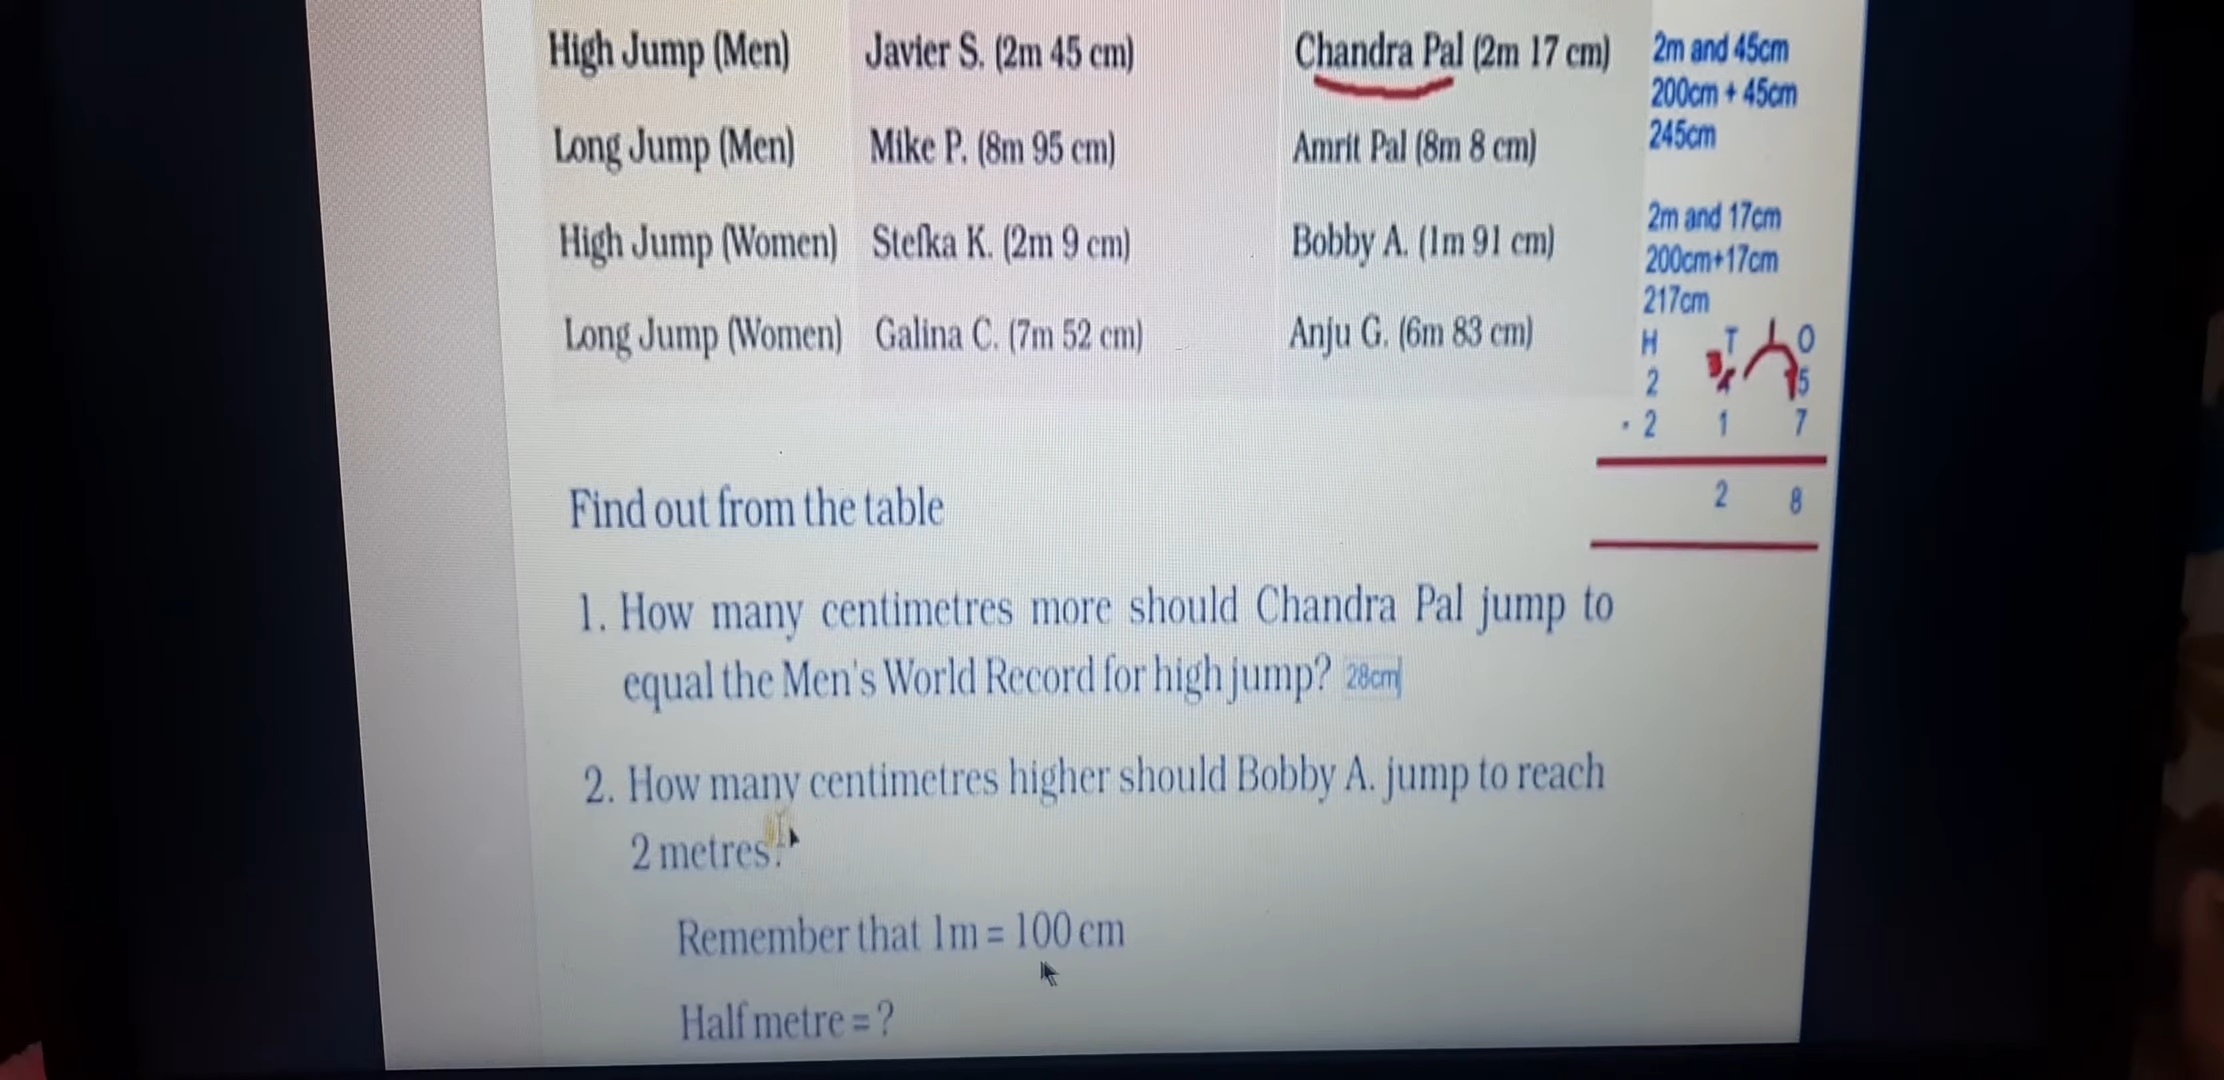 High Jump (Men) Javier S. (2m 45 cm) Chandra Pal (2m 17 cm)
Long Jump (Men) Mike P. (8m 95 cm) Amrit Pal (8m 8 cm)
High Jump (Women) Stefka K. (2m 9 cm) Bobby A. (1m 91 cm)
Long Jump (Women) Galina C. (7m 52 cm) Anju G. (6m 83 cm)
2m and 45cm
200cm + 45cm
245cm
2m and 17cm
200cm+17cm
217cm
H T O
2 5
- 2 1 7
2 8
Find out from the table
1. How many centimetres more should Chandra Pal jump to
equal the Men's World Record for high jump? 28cm
2. How many centimetres higher should Bobby A. jump to reach
2 metres?
Remember that 1m = 100 cm
Half metre = ?